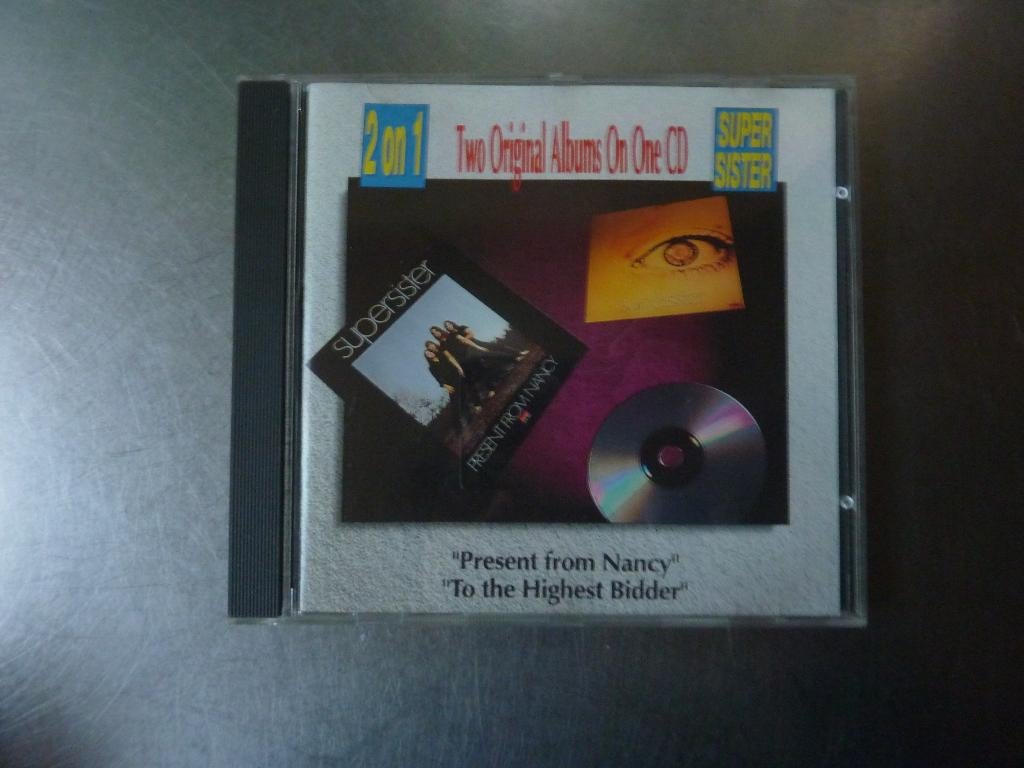 2 on 1
Two Original Albums On One CD
SUPER
SISTER
supersister
PRESENT FROM NANCY
"Present from Nancy"
"To the Highest Bidder"